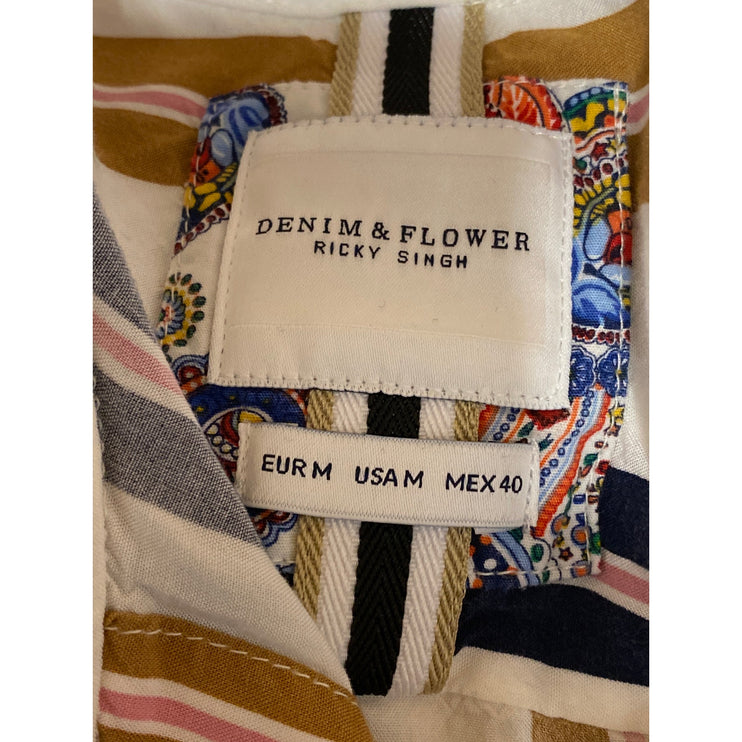 DENIM & FLOWER
RICKY SINGH
EUR M USA M MEX 40